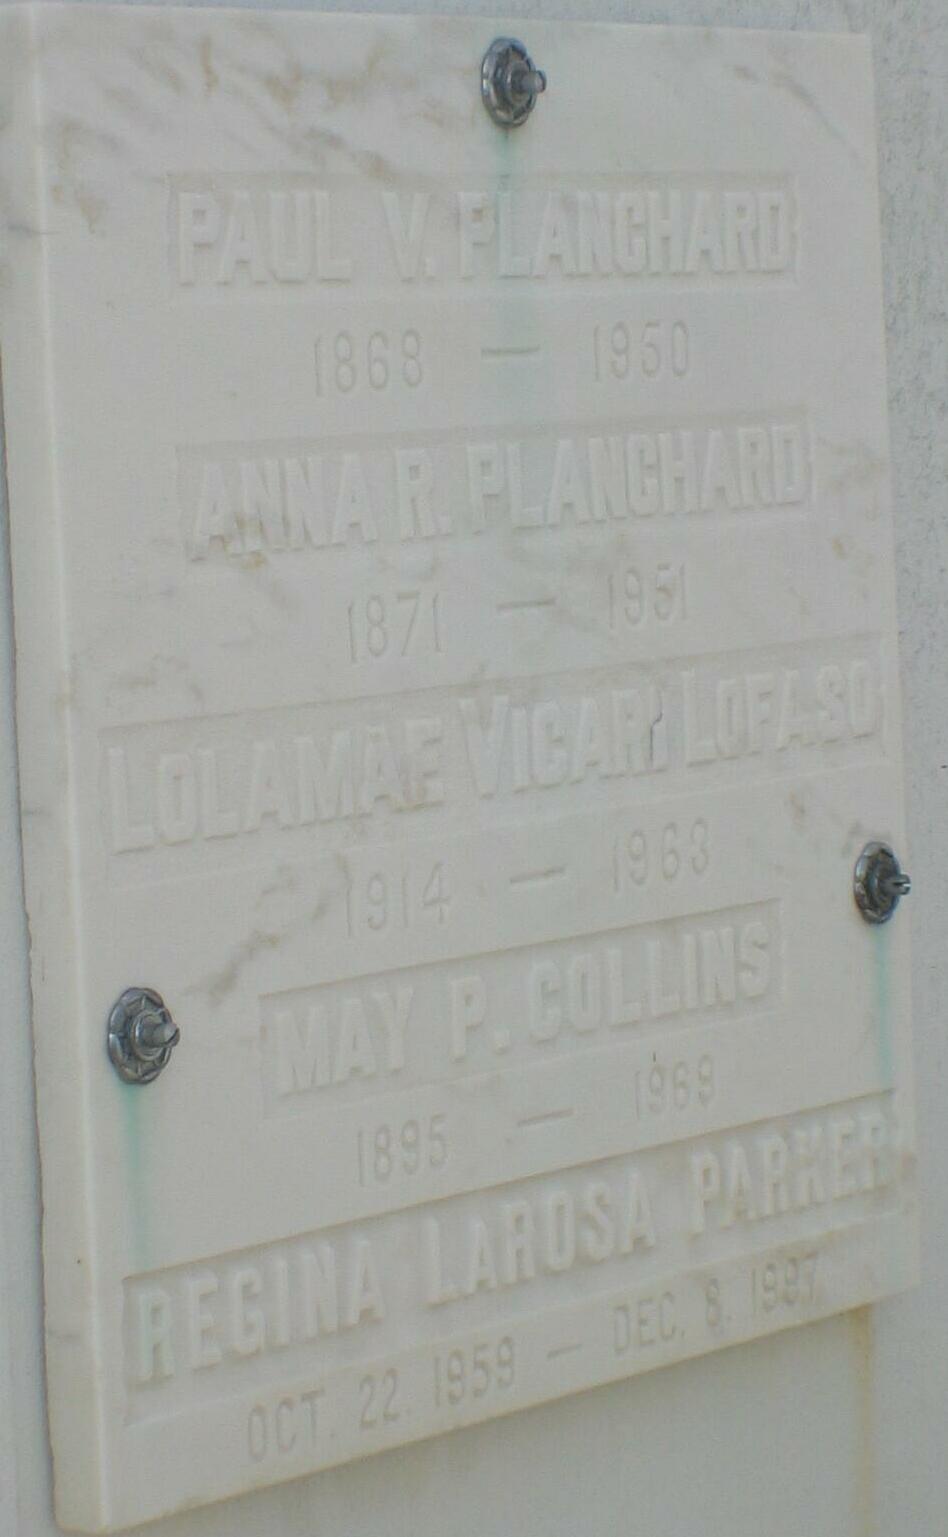 PAUL V. PLANCHARD
1868 — 1950
ANNA R. PLANCHARD
1871 — 1951
LOLAMAE VICARI LOFASO
1914 — 1963
MAY P. COLLINS
1895 — 1969
REGINA LAROSA PARKER
OCT. 22. 1959 — DEC. 8. 1987